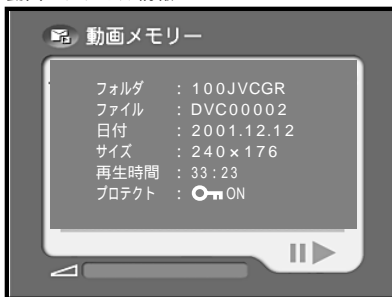 動画メモリー
フォルダ : 100JVCGR
ファイル : DVC00002
日付 : 2001.12.12
サイズ : 240×176
再生時間 : 33:23
プロテクト : ON